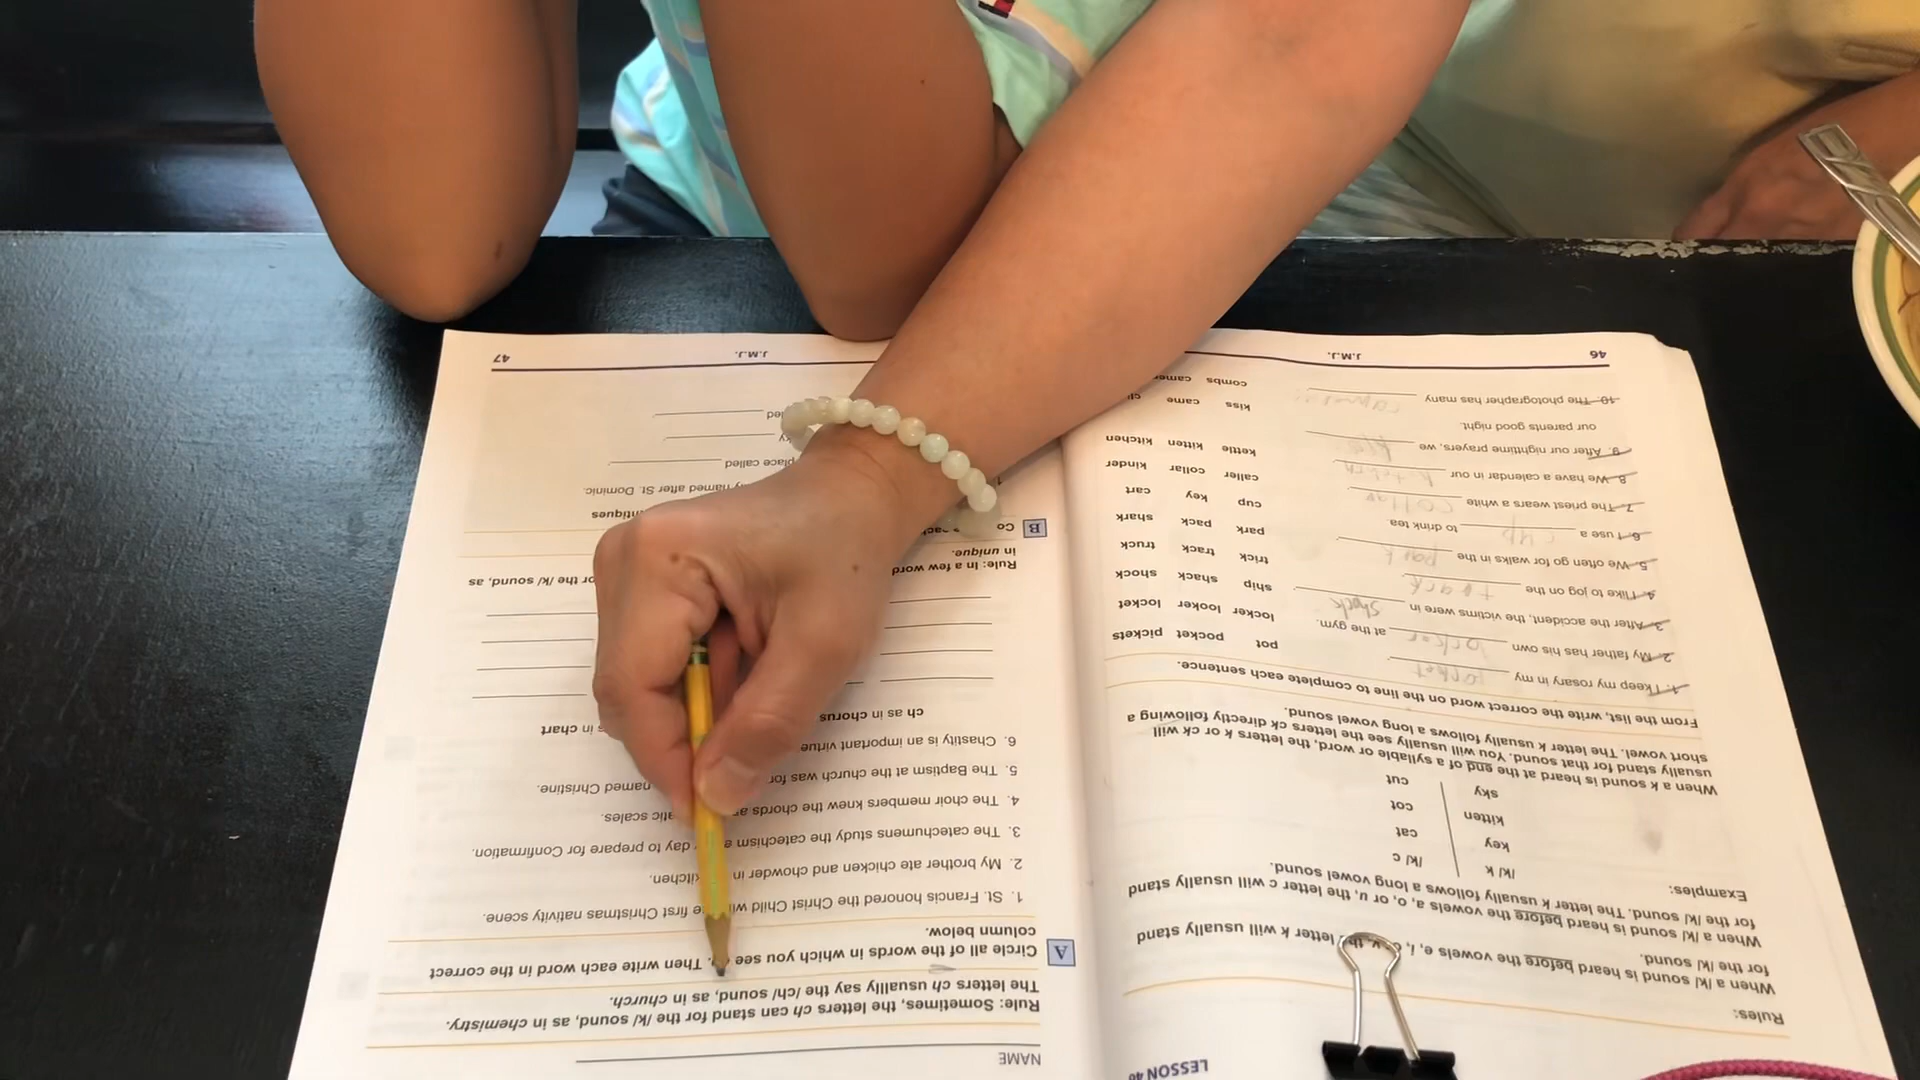 LESSON 46
Rules:
When a /k/ sound is heard before the vowels e, i, the letter k will usually stand
for the /k/ sound.
When a /k/ sound is heard before the vowels a, o, or u, the letter c will usually stand
for the /k/ sound. The letter k usually follows a long vowel sound.
Examples:
/k/ k /k/ c
key cat
kitten cot
sky cut
When a k sound is heard at the end of a syllable or word, the letters k or ck will
usually stand for that sound. You will usually see the letters ck directly following a
short vowel. The letter k usually follows a long vowel sound.
From the list, write the correct word on the line to complete each sentence.
1. I keep my rosary in my pocket pot pocket pickets
2. My father has his own at the gym. locker looker locket
3. After the accident, the victims were in shock ship shack shock
4. I like to jog on the track trick track truck
5. We often go for walks in the park park pack shark
6. I use a cup to drink tea cup key cart
7. The priest wears a white collar caller collar kinder
8. We have a calendar in our kettle kitten kitchen
9. After our nighttime prayers, we kiss came
our parents good night.
10. The photographer has many combs
46 J.M.J.
NAME
Rule: Sometimes, the letters ch can stand for the /k/ sound, as in chemistry.
The letters ch usually say the /ch/ sound, as in church.
A Circle all of the words in which you see Then write each word in the correct
column below.
1. St. Francis honored the Christ Child first Christmas nativity scene.
2. My brother ate chicken and chowder in kitchen.
3. The catechumens study the catechism day to prepare for Confirmation.
4. The choir members knew the chords scales.
5. The Baptism at the church was for named Christine.
6. Chastity is an important virtue
ch as in chorus in chart
Rule: In a few word for the /k/ sound, as
in unique.
B
named after St. Dominic.
place called
47 J.M.J.